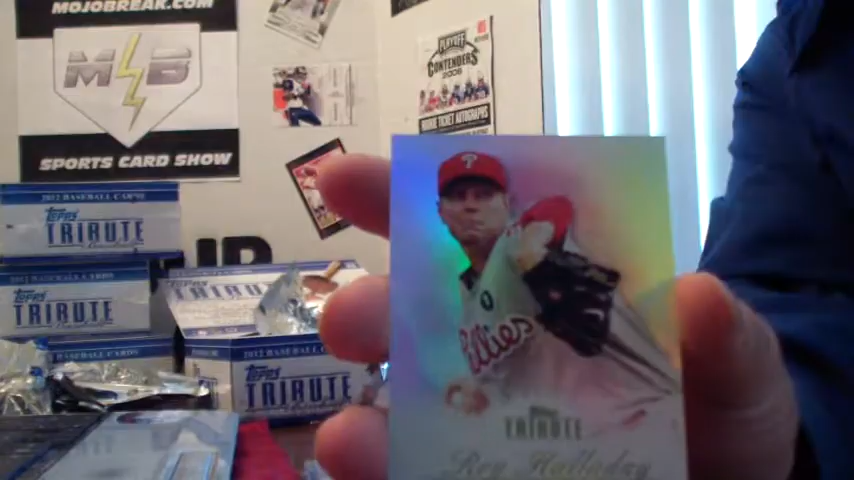 MOJOBREAK.COM
M B
SPORTS CARD SHOW
PLAYOFF
CONTENDERS
2008
ROOKIE TICKET AUTOGRAPHS
2012 BASEBALL CARDS
Topps
TRIBUTE
2012 BASEBALL CARDS
Topps
TRIBUTE
BASEBALL CARDS
TRIBUTE
2012 BASEBALL CARDS
Topps
TRIBUTE
P
Phillies
TRIBUTE
Roy Halladay